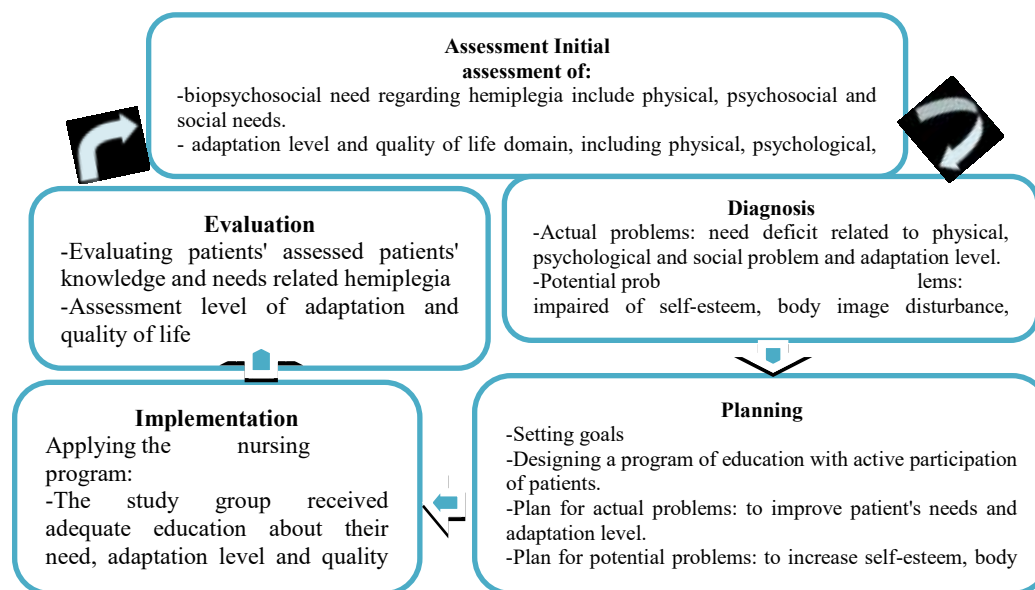 Assessment Initial
assessment of:
-biopsychosocial need regarding hemiplegia include physical, psychosocial and
social needs.
- adaptation level and quality of life domain, including physical, psychological,
Evaluation
-Evaluating patients' assessed patients'
knowledge and needs related hemiplegia
-Assessment level of adaptation and
quality of life
Diagnosis
-Actual problems: need deficit related to physical,
psychological and social problem and adaptation level.
-Potential prob lems:
impaired of self-esteem, body image disturbance,
Implementation
Applying the nursing
program:
-The study group received
adequate education about their
need, adaptation level and quality
Planning
-Setting goals
-Designing a program of education with active participation
of patients.
-Plan for actual problems: to improve patient's needs and
adaptation level.
-Plan for potential problems: to increase self-esteem, body